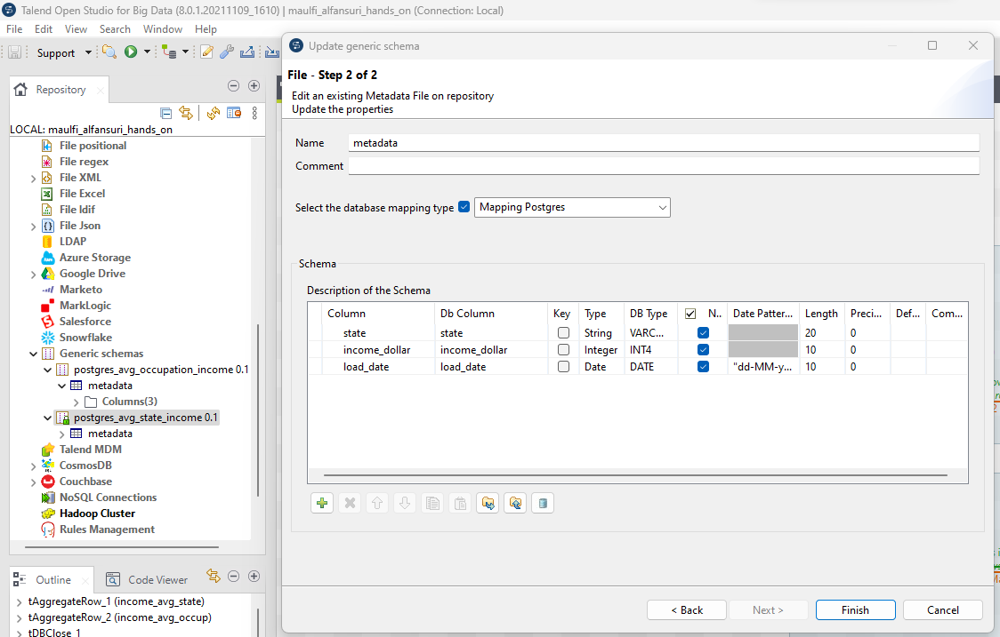 Talend Open Studio for Big Data (8.0.1.20211109_1610) | maulfi_alfansuri_hands_on (Connection: Local)
File Edit View Search Window Help
Support
Repository
LOCAL: maulfi_alfansuri_hands_on
File positional
File regex
File XML
File Excel
File ldif
File Json
LDAP
Azure Storage
Google Drive
Marketo
MarkLogic
Salesforce
Snowflake
Generic schemas
postgres_avg_occupation_income 0.1
metadata
Columns(3)
postgres_avg_state_income 0.1
metadata
Talend MDM
CosmosDB
Couchbase
NoSQL Connections
Hadoop Cluster
Rules Management
Outline Code Viewer
tAggregateRow_1 (income_avg_state)
tAggregateRow_2 (income_avg_occup)
tDBClose_1
Update generic schema
File - Step 2 of 2
Edit an existing Metadata File on repository
Update the properties
Name metadata
Comment
Select the database mapping type Mapping Postgres
Schema
Description of the Schema
Column Db Column Key Type DB Type N.. Date Patter... Length Preci... Def... Com...
state state String VARC... 20 0
income_dollar income_dollar Integer INT4 10 0
load_date load_date Date DATE "dd-MM-y... 10 0
< Back Next > Finish Cancel